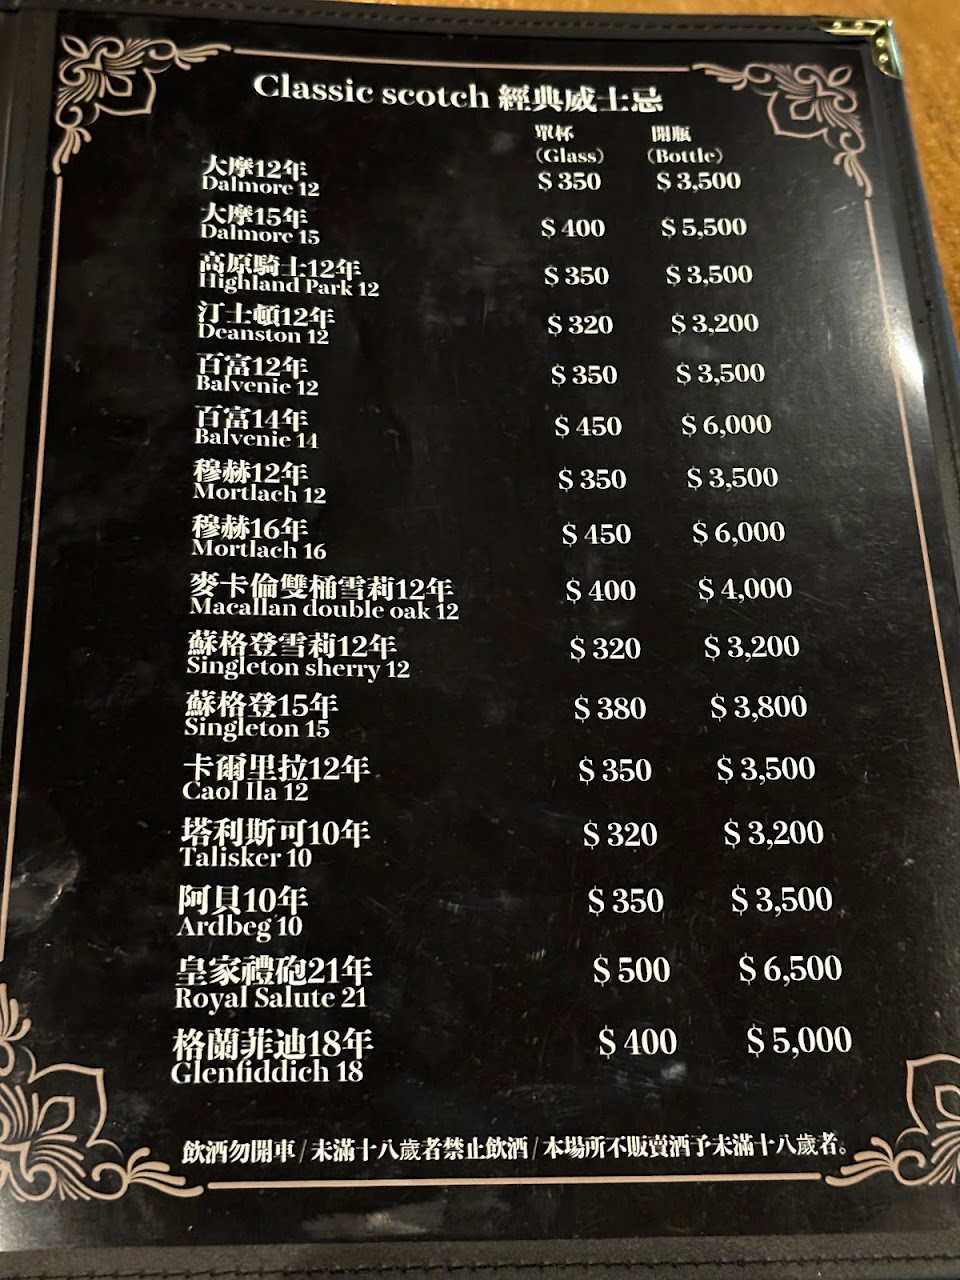 Classic scotch 經典威士忌
單杯 開瓶
(Glass) (Bottle)
大摩12年
Dalmore 12 $ 350 $ 3,500
大摩15年
Dalmore 15 $ 400 $ 5,500
高原騎士12年
Highland Park 12 $ 350 $ 3,500
汀士頓12年
Deanston 12 $ 320 $ 3,200
百富12年
Balvenie 12 $ 350 $ 3,500
百富14年
Balvenie 14 $ 450 $ 6,000
穆赫12年
Mortlach 12 $ 350 $ 3,500
穆赫16年
Mortlach 16 $ 450 $ 6,000
麥卡倫雙桶雪莉12年
Macallan double oak 12 $ 400 $ 4,000
蘇格登雪莉12年
Singleton sherry 12 $ 320 $ 3,200
蘇格登15年
Singleton 15 $ 380 $ 3,800
卡爾里拉12年
Caol Ila 12 $ 350 $ 3,500
塔利斯可10年
Talisker 10 $ 320 $ 3,200
阿貝10年
Ardbeg 10 $ 350 $ 3,500
皇家禮砲21年
Royal Salute 21 $ 500 $ 6,500
格蘭菲迪18年
Glenfiddich 18 $ 400 $ 5,000
飲酒勿開車 / 未滿十八歲者禁止飲酒 / 本場所不販賣酒予未滿十八歲者。